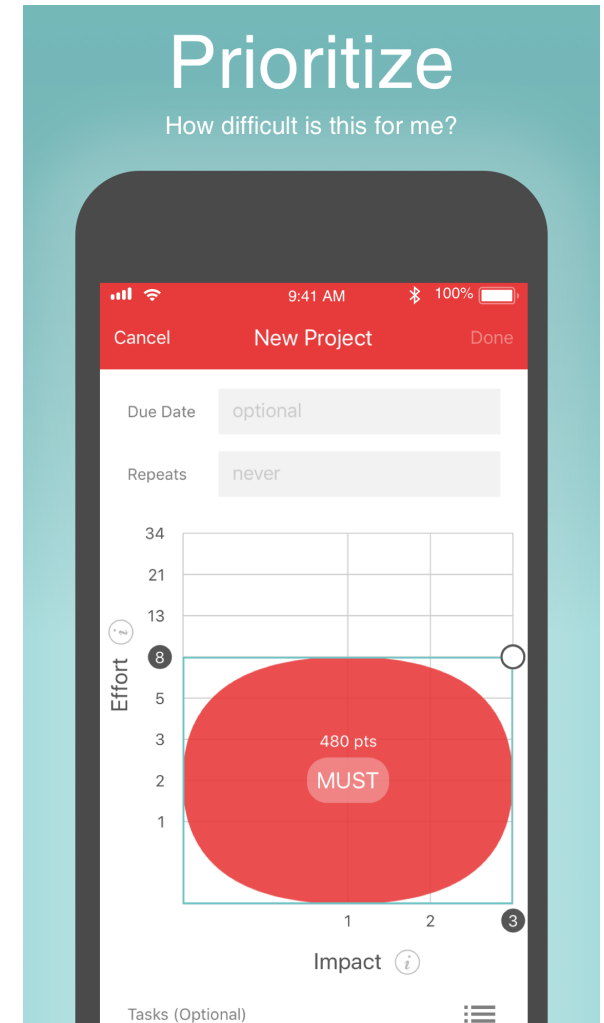 Prioritize
How difficult is this for me?
9:41 AM 100%
Cancel New Project Done
Due Date optional
Repeats never
34
21
13
i
8
Effort
5
3
480 pts
2
MUST
1
1 2 3
Impact i
Tasks (Optional)